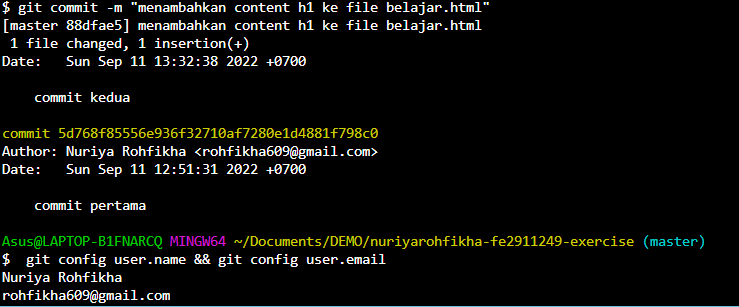 $ git commit -m "menambahkan content h1 ke file belajar.html"
[master 88dfae5] menambahkan content h1 ke file belajar.html
 1 file changed, 1 insertion(+)
Date:   Sun Sep 11 13:32:38 2022 +0700
    commit kedua
commit 5d768f85556e936f32710af7280e1d4881f798c0
Author: Nuriya Rohfikha <rohfikha609@gmail.com>
Date:   Sun Sep 11 12:51:31 2022 +0700
    commit pertama
Asus@LAPTOP-B1FNARCQ MINGW64 ~/Documents/DEMO/nuriyarohfikha-fe2911249-exercise (master)
$  git config user.name && git config user.email
Nuriya Rohfikha
rohfikha609@gmail.com